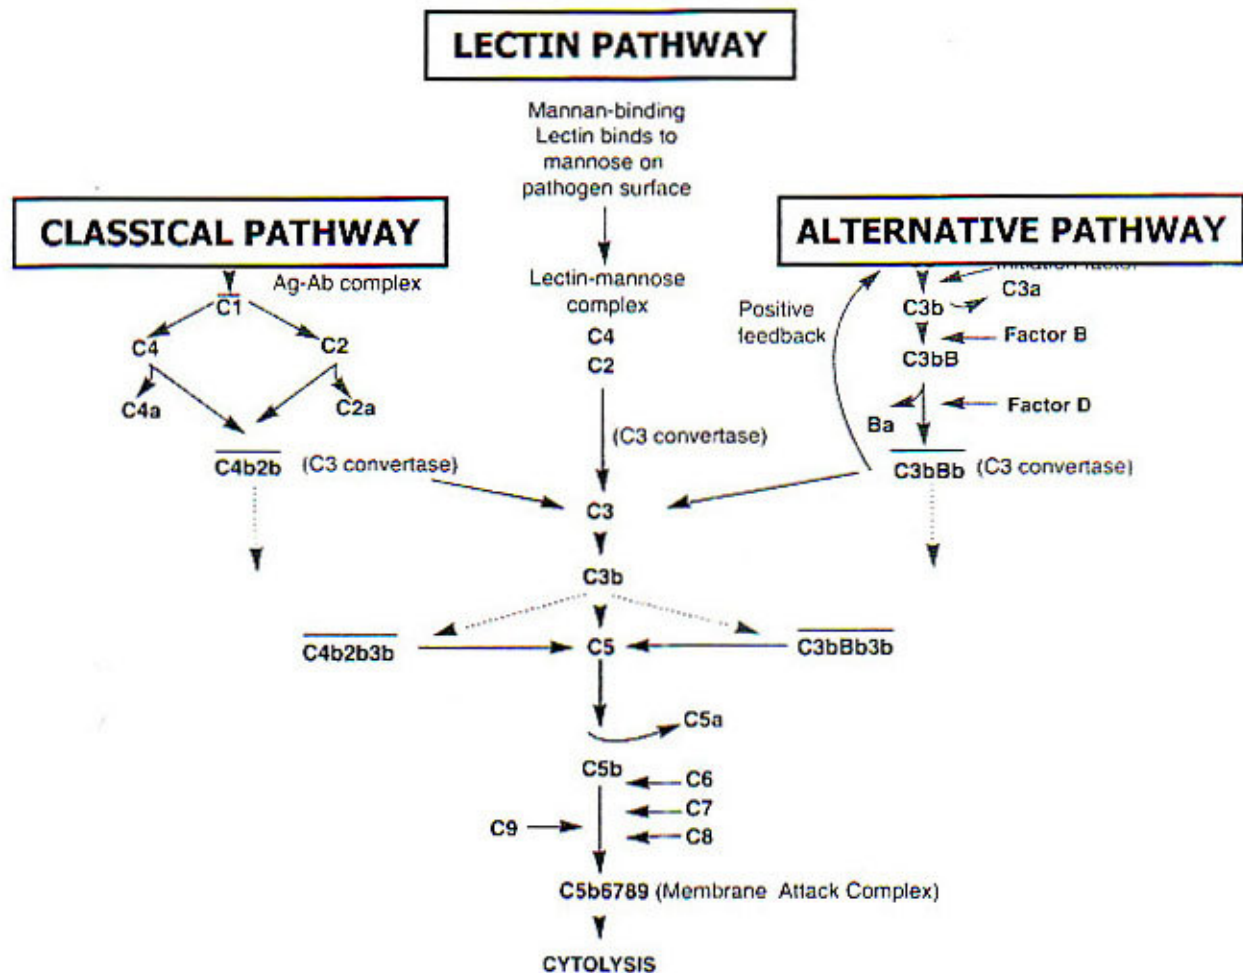 LECTIN PATHWAY
Mannan-binding
Lectin binds to
mannose on
pathogen surface
CLASSICAL PATHWAY
ALTERNATIVE PATHWAY
Ag-Ab complex
C1
C4
C2
C4a
C2a
C4b2b
(C3 convertase)
Lectin-mannose
complex
C4
C2
(C3 convertase)
Positive
feedback
C3b
C3a
Factor B
C3bB
Factor D
Ba
C3bBb
(C3 convertase)
C3
C3b
C4b2b3b
C5
C3bBb3b
C5a
C5b
C6
C7
C9
C8
C5b6789 (Membrane Attack Complex)
CYTOLYSIS